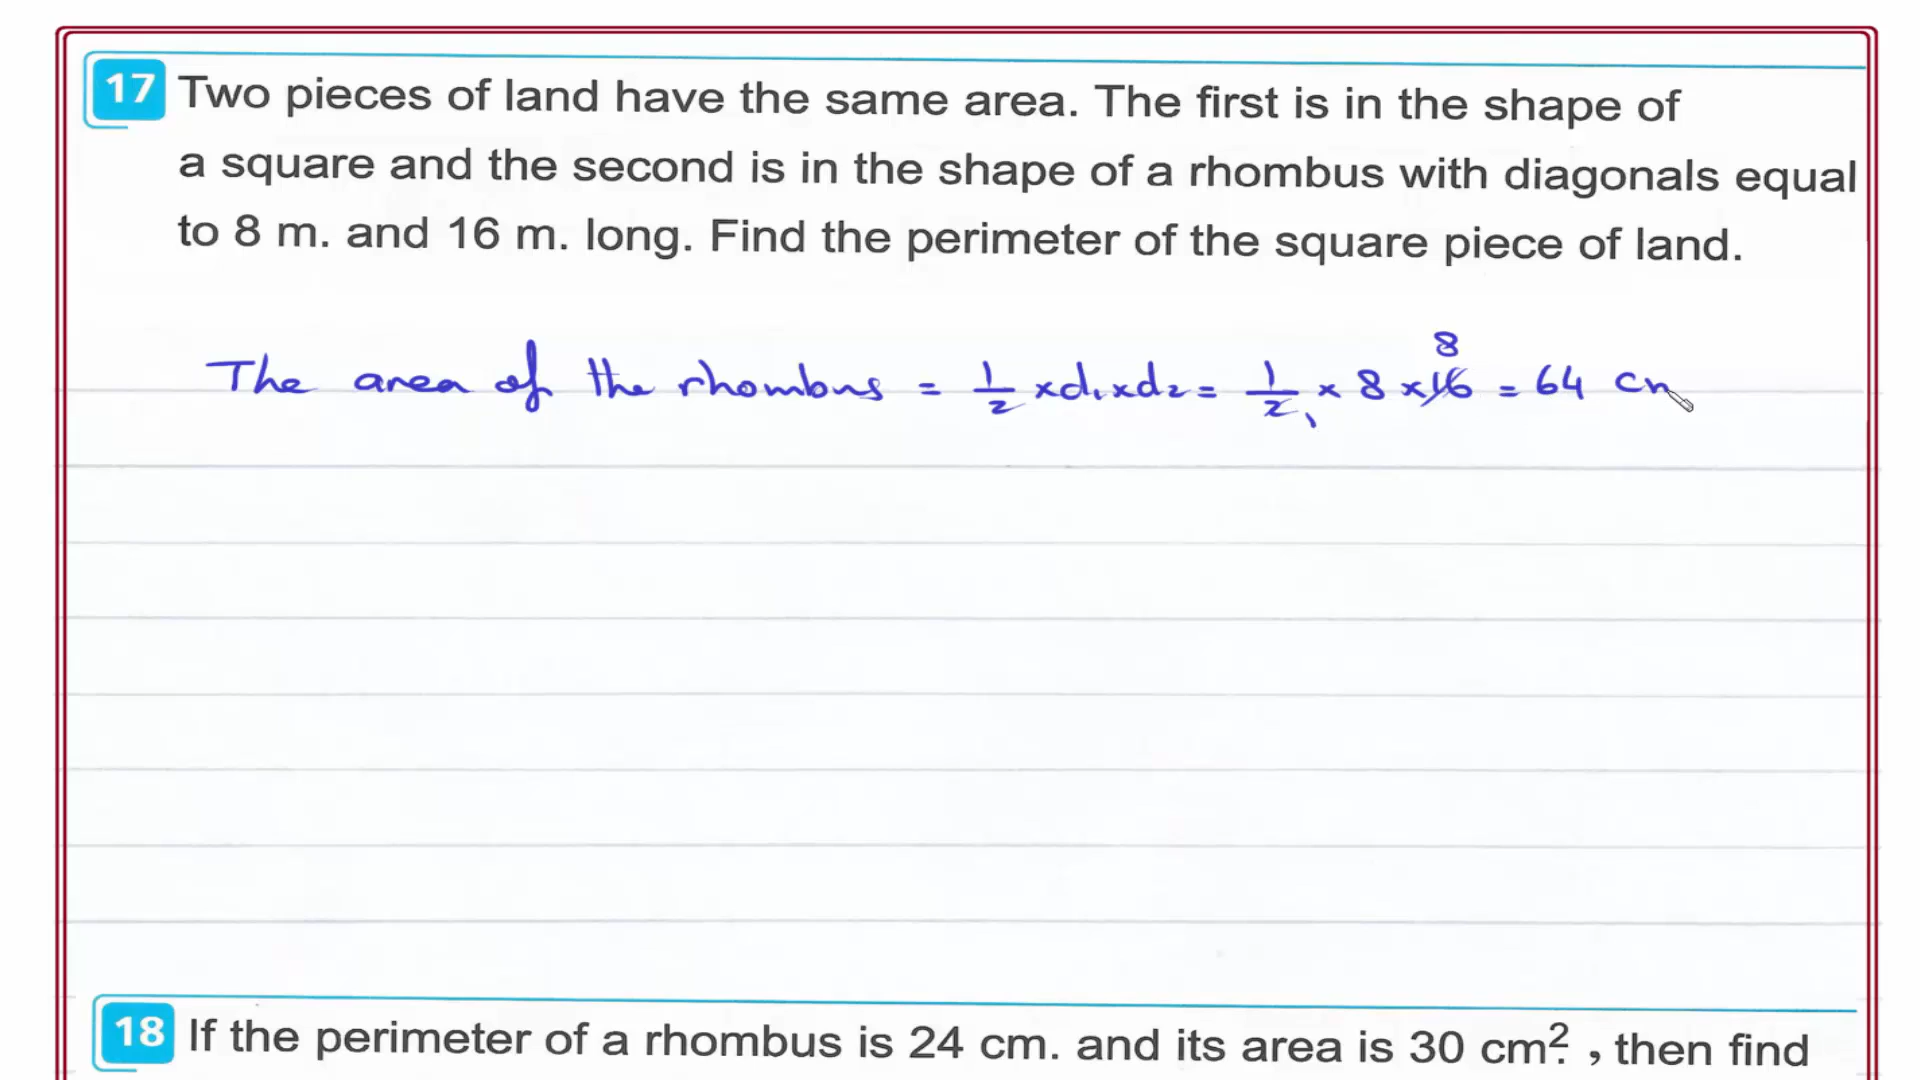 17 Two pieces of land have the same area. The first is in the shape of
a square and the second is in the shape of a rhombus with diagonals equal
to 8 m. and 16 m. long. Find the perimeter of the square piece of land.
8
The area of the rhombus = 1/2 × d₁ × d₂ = 1/2 × 8 × 16 = 64 cm
1
18 If the perimeter of a rhombus is 24 cm. and its area is 30 cm²., then find